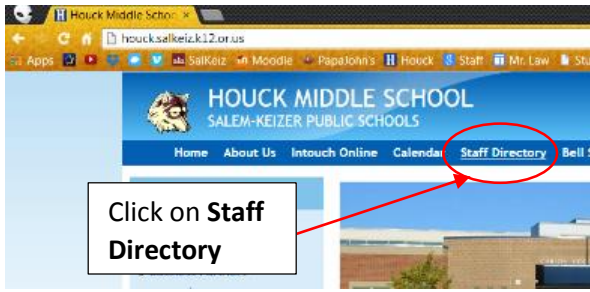 Houck Middle School
houck.salkeiz.k12.or.us
Apps SalKeiz Moodle PapaJohn's Houck Staff Mr. Law
HOUCK MIDDLE SCHOOL
SALEM-KEIZER PUBLIC SCHOOLS
Home About Us Intouch Online Calendar Staff Directory Bell
Click on Staff
Directory